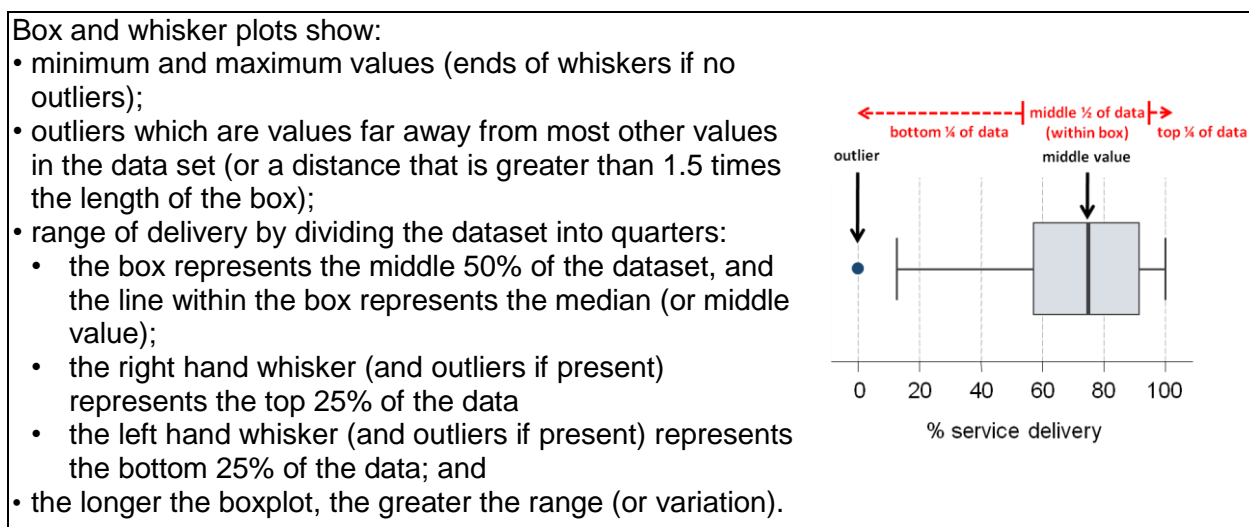 Box and whisker plots show:
• minimum and maximum values (ends of whiskers if no
outliers);
• outliers which are values far away from most other values
in the data set (or a distance that is greater than 1.5 times
the length of the box);
• range of delivery by dividing the dataset into quarters:
• the box represents the middle 50% of the dataset, and
the line within the box represents the median (or middle
value);
• the right hand whisker (and outliers if present)
represents the top 25% of the data
• the left hand whisker (and outliers if present) represents
the bottom 25% of the data; and
• the longer the boxplot, the greater the range (or variation).
middle ½ of data
bottom ¼ of data (within box) top ¼ of data
outlier middle value
0 20 40 60 80 100
% service delivery